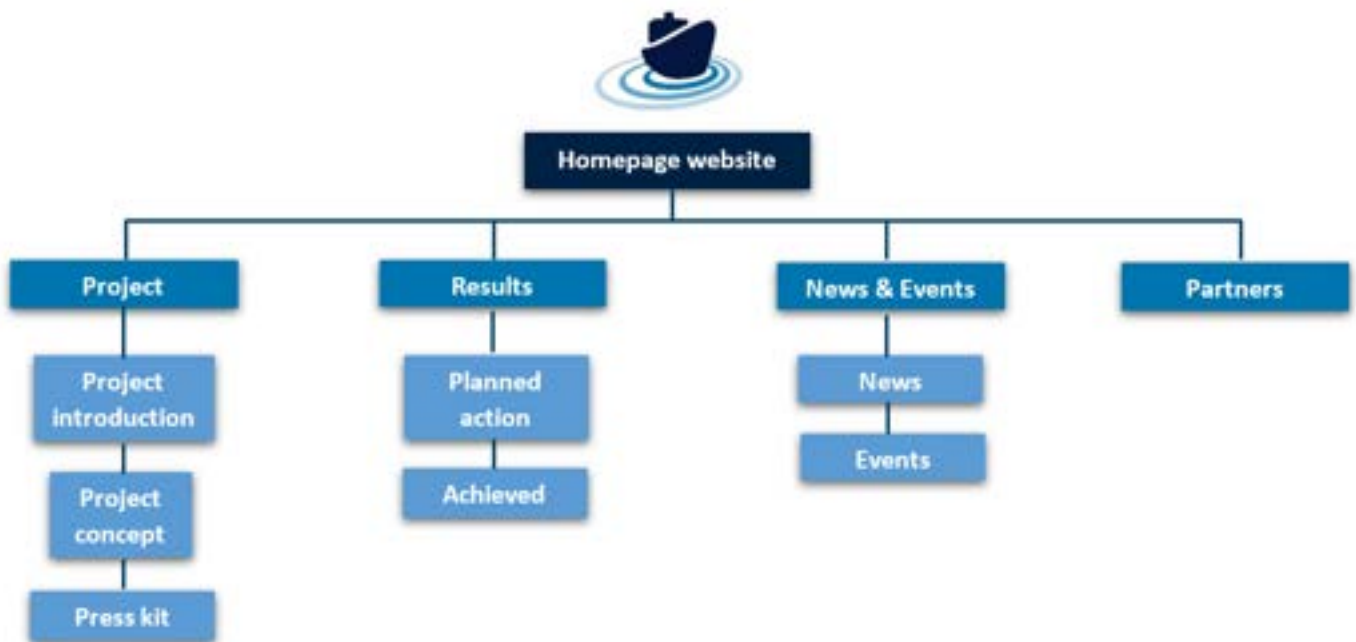 Homepage website
Project
Results
News & Events
Partners
Project
introduction
Planned
action
News
Project
concept
Achieved
Events
Press kit